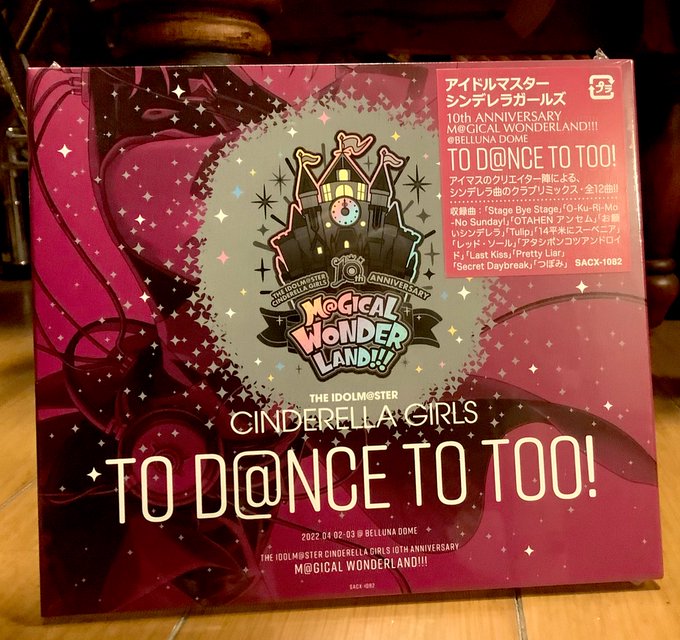 アイドルマスター
シンデレラガールズ
10th ANNIVERSARY
M@GICAL WONDERLAND!!!
@BELLUNA DOME
TO D@NCE TO TOO!
アイマスのクリエイター陣による、
シンデレラ曲のクラブリミックス・全12曲!!
収録曲：「Stage Bye Stage」「O-Ku-Ri-Mo
-No Sunday!」「OTAHEN アンセム」「お願
いシンデレラ」「Tulip」「14平米にスーベニア」
「レッド・ソール」「アタシポンコツアンドロイ
ド」「Last Kiss」「Pretty Liar」
「Secret Daybreak」「つぼみ」 SACX-1082
プラ
THE IDOLM@STER
CINDERELLA GIRLS
10th
ANNIVERSARY
M@GICAL
WONDER
LAND!!!
THE IDOLM@STER
CINDERELLA GIRLS
TO D@NCE TO TOO!
2022.04.02-03 @ BELLUNA DOME
THE IDOLM@STER CINDERELLA GIRLS 10TH ANNIVERSARY
M@GICAL WONDERLAND!!!
SACX-1082